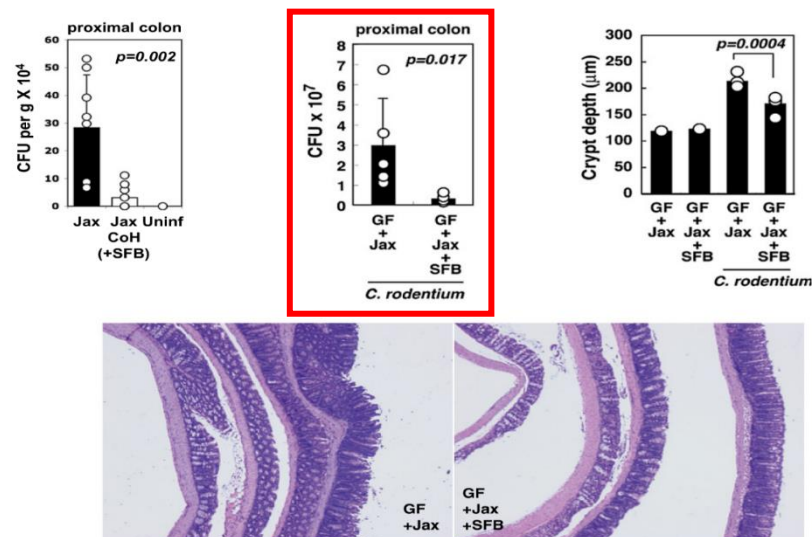 proximal colon
p=0.002
CFU per g X 10⁴
60
50
40
30
20
10
0
Jax Jax Uninf
CoH
(+SFB)
proximal colon
p=0.017
CFU x 10⁷
8
7
6
5
4
3
2
1
0
GF GF
+ +
Jax Jax
+
SFB
C. rodentium
p=0.0004
Crypt depth (μm)
300
250
200
150
100
50
0
GF GF GF GF
+ + + +
Jax Jax Jax Jax
+ +
SFB SFB
C. rodentium
GF
+Jax
GF
+Jax
+SFB